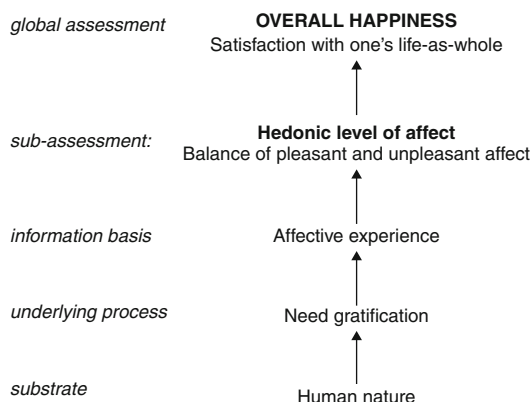 global assessment OVERALL HAPPINESS
Satisfaction with one's life-as-whole
sub-assessment: Hedonic level of affect
Balance of pleasant and unpleasant affect
information basis Affective experience
underlying process Need gratification
substrate Human nature